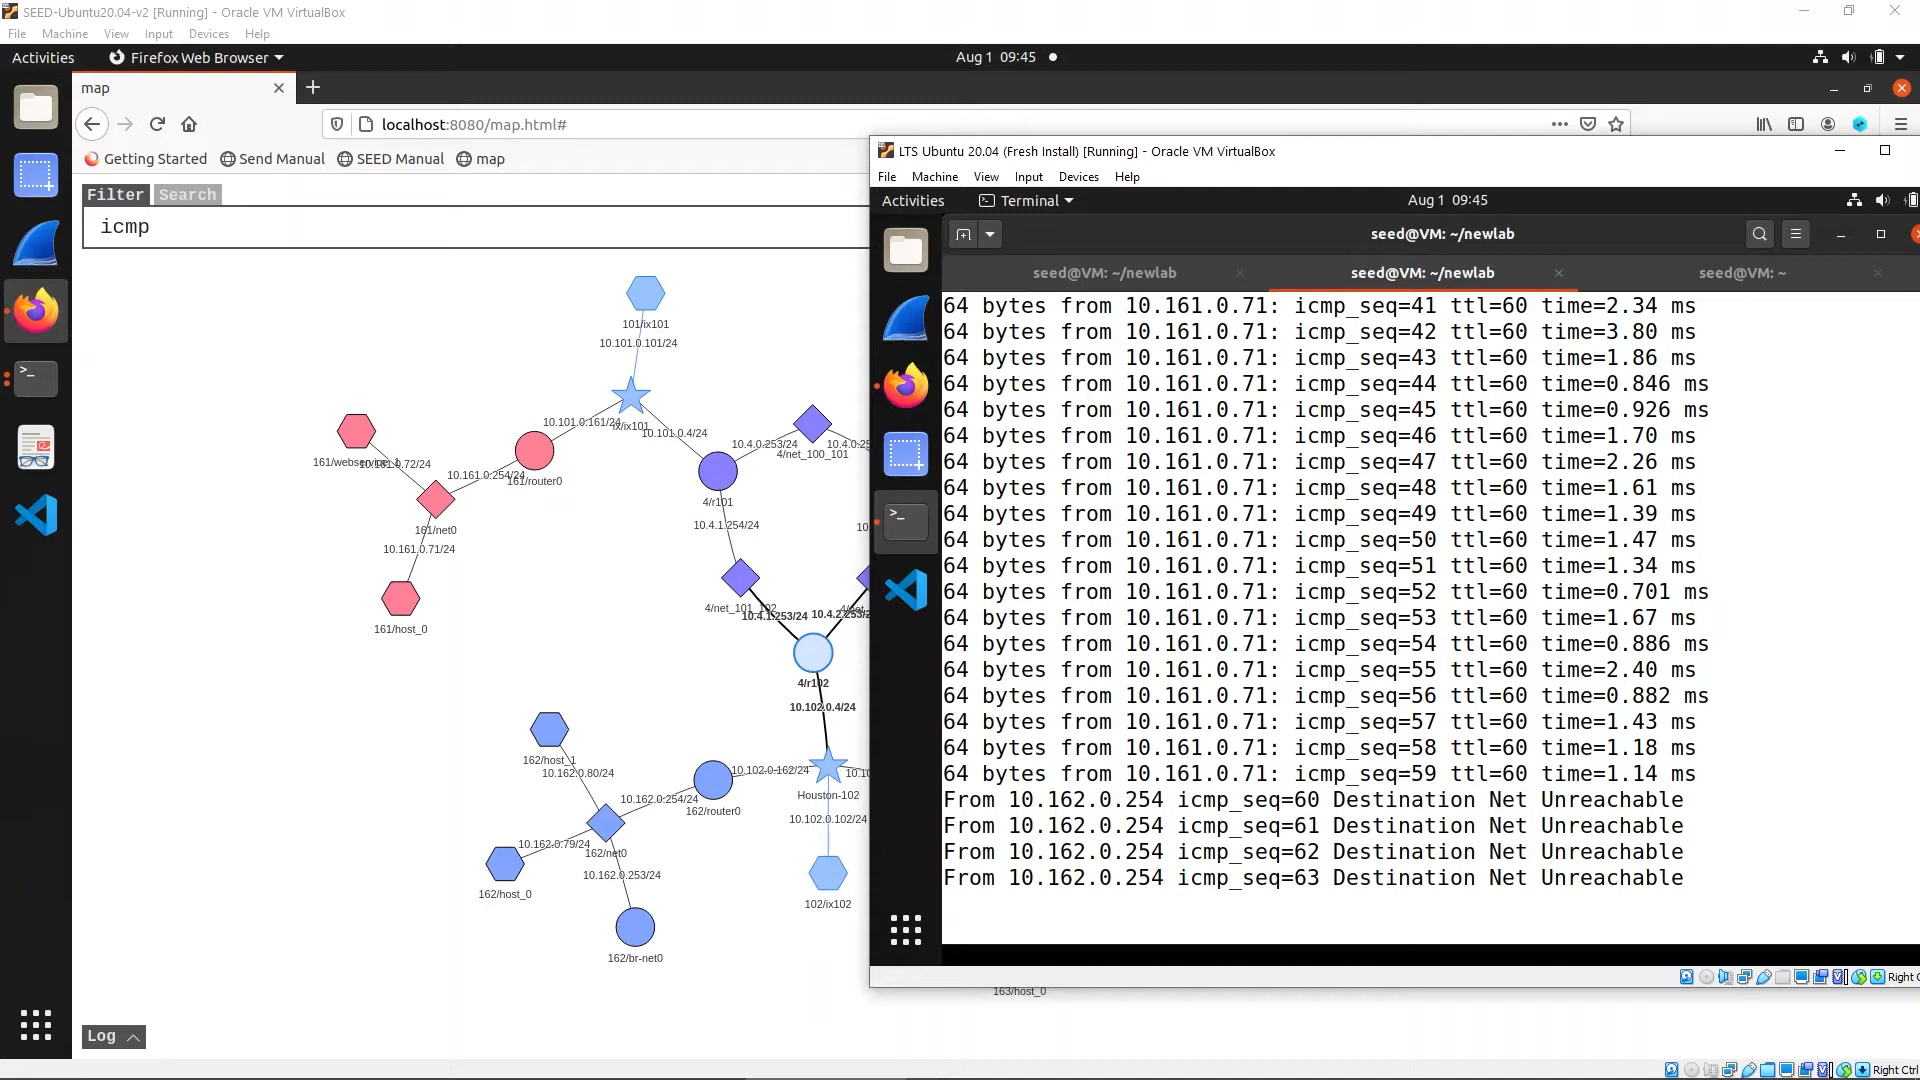 SEED-Ubuntu20.04-v2 [Running] - Oracle VM VirtualBox
File Machine View Input Devices Help
Activities Firefox Web Browser Aug 1 09:45
map
localhost:8080/map.html#
Getting Started Send Manual SEED Manual map
Filter Search
icmp
101/ix101
10.101.0.101/24
10.101.0.161/24
ix/ix101
10.101.0.4/24
10.4.0.253/24
4/net_100_101
161/router0
10.161.0.254/24
161/net0
10.161.0.71/24
161/host_0
4/r101
10.4.1.254/24
10.4.1.253/24
4/r102
10.102.0.4/24
162/host_1
10.162.0.80/24
10.102.0.162/24
Houston-102
10.162.0.254/24
162/router0
10.102.0.102/24
10.162.0.79/24
162/net0
10.162.0.253/24
162/host_0
102/ix102
162/br-net0
163/host_0
Log
LTS Ubuntu 20.04 (Fresh Install) [Running] - Oracle VM VirtualBox
File Machine View Input Devices Help
Activities Terminal Aug 1 09:45
seed@VM: ~/newlab
seed@VM: ~/newlab seed@VM: ~/newlab seed@VM: ~
64 bytes from 10.161.0.71: icmp_seq=41 ttl=60 time=2.34 ms
64 bytes from 10.161.0.71: icmp_seq=42 ttl=60 time=3.80 ms
64 bytes from 10.161.0.71: icmp_seq=43 ttl=60 time=1.86 ms
64 bytes from 10.161.0.71: icmp_seq=44 ttl=60 time=0.846 ms
64 bytes from 10.161.0.71: icmp_seq=45 ttl=60 time=0.926 ms
64 bytes from 10.161.0.71: icmp_seq=46 ttl=60 time=1.70 ms
64 bytes from 10.161.0.71: icmp_seq=47 ttl=60 time=2.26 ms
64 bytes from 10.161.0.71: icmp_seq=48 ttl=60 time=1.61 ms
64 bytes from 10.161.0.71: icmp_seq=49 ttl=60 time=1.39 ms
64 bytes from 10.161.0.71: icmp_seq=50 ttl=60 time=1.47 ms
64 bytes from 10.161.0.71: icmp_seq=51 ttl=60 time=1.34 ms
64 bytes from 10.161.0.71: icmp_seq=52 ttl=60 time=0.701 ms
64 bytes from 10.161.0.71: icmp_seq=53 ttl=60 time=1.67 ms
64 bytes from 10.161.0.71: icmp_seq=54 ttl=60 time=0.886 ms
64 bytes from 10.161.0.71: icmp_seq=55 ttl=60 time=2.40 ms
64 bytes from 10.161.0.71: icmp_seq=56 ttl=60 time=0.882 ms
64 bytes from 10.161.0.71: icmp_seq=57 ttl=60 time=1.43 ms
64 bytes from 10.161.0.71: icmp_seq=58 ttl=60 time=1.18 ms
64 bytes from 10.161.0.71: icmp_seq=59 ttl=60 time=1.14 ms
From 10.162.0.254 icmp_seq=60 Destination Net Unreachable
From 10.162.0.254 icmp_seq=61 Destination Net Unreachable
From 10.162.0.254 icmp_seq=62 Destination Net Unreachable
From 10.162.0.254 icmp_seq=63 Destination Net Unreachable
Right
Right Ctrl